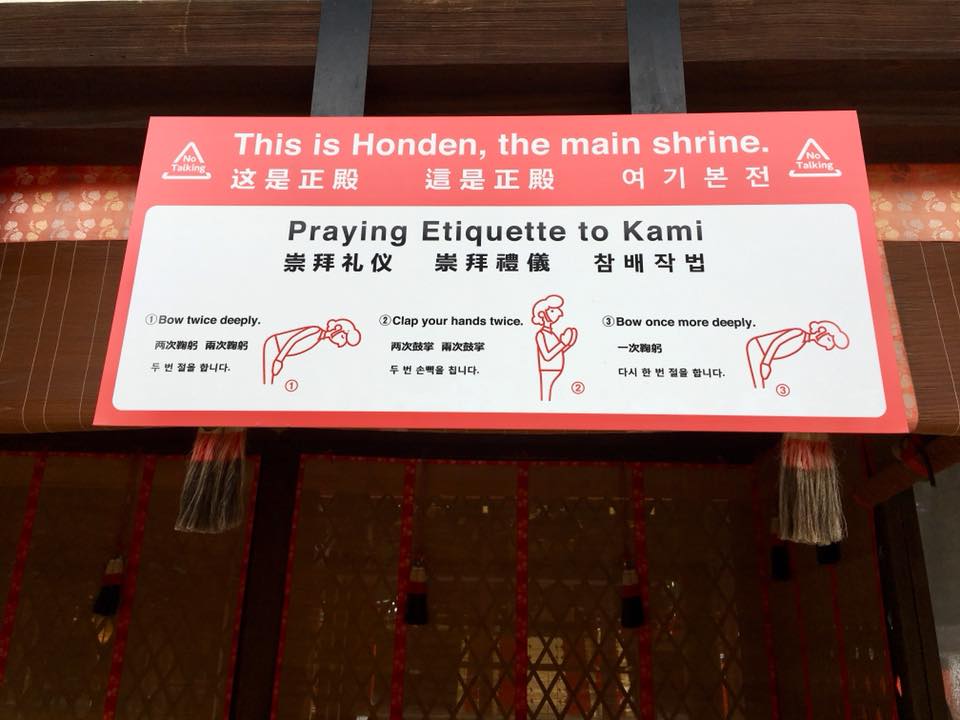 This is Honden, the main shrine.
No Talking
No Talking
这是正殿 這是正殿 여기본전
Praying Etiquette to Kami
崇拜礼仪 崇拜禮儀 참배작법
①Bow twice deeply.
两次鞠躬 兩次鞠躬
두 번 절을 합니다.
①
②Clap your hands twice.
两次鼓掌 兩次鼓掌
두 번 손뼉을 칩니다.
②
③Bow once more deeply.
一次鞠躬
다시 한 번 절을 합니다.
③